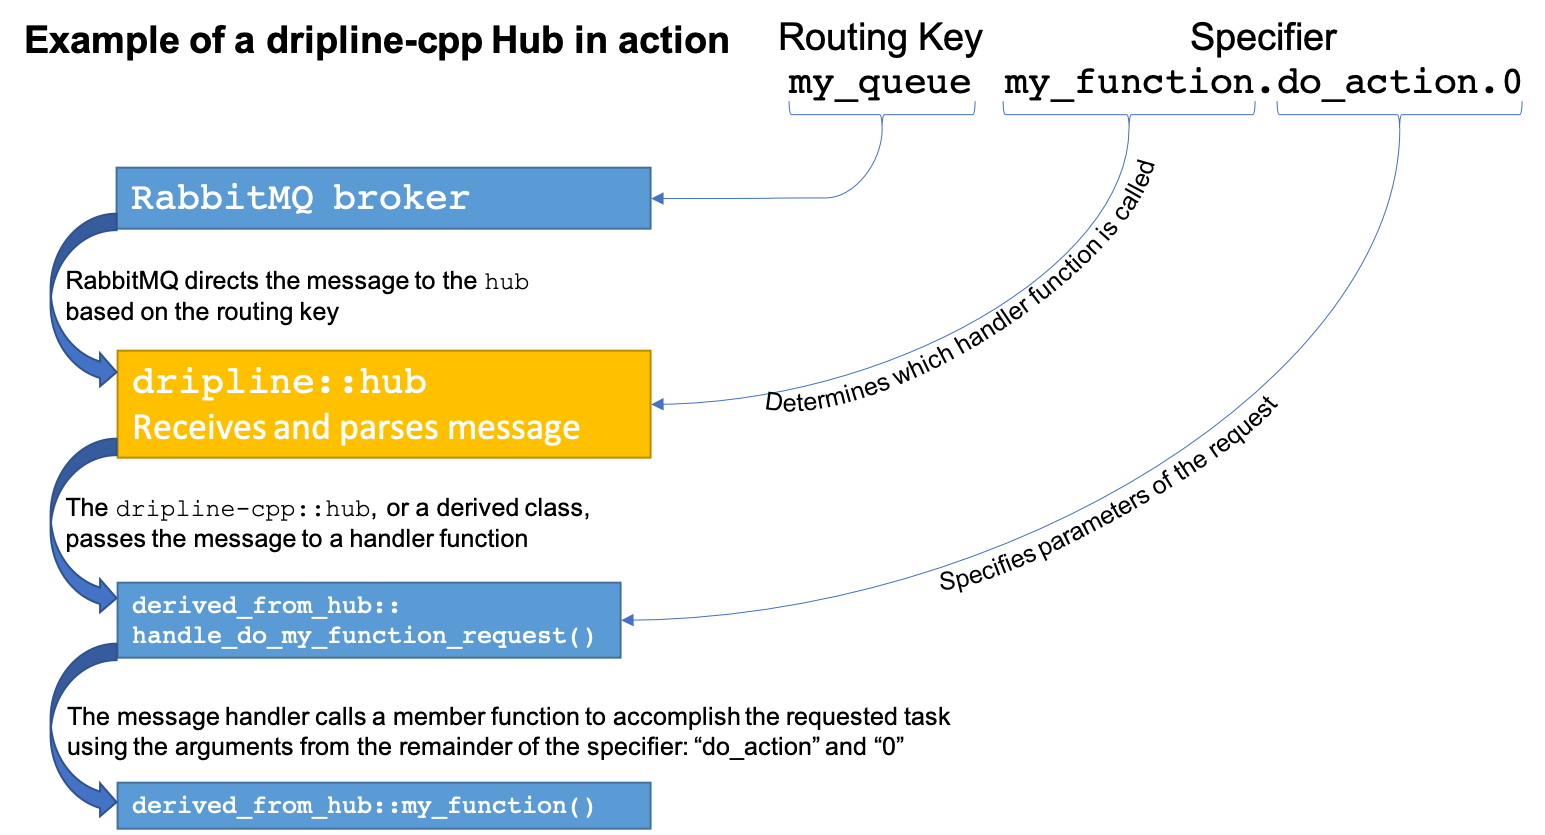 Example of a dripline-cpp Hub in action
Routing Key
Specifier
my_queue
my_function.do_action.0
RabbitMQ broker
RabbitMQ directs the message to the hub
based on the routing key
Determines which handler function is called
dripline::hub
Receives and parses message
Specifies parameters of the request
The dripline-cpp::hub, or a derived class,
passes the message to a handler function
derived_from_hub::
handle_do_my_function_request()
The message handler calls a member function to accomplish the requested task
using the arguments from the remainder of the specifier: “do_action” and “0”
derived_from_hub::my_function()